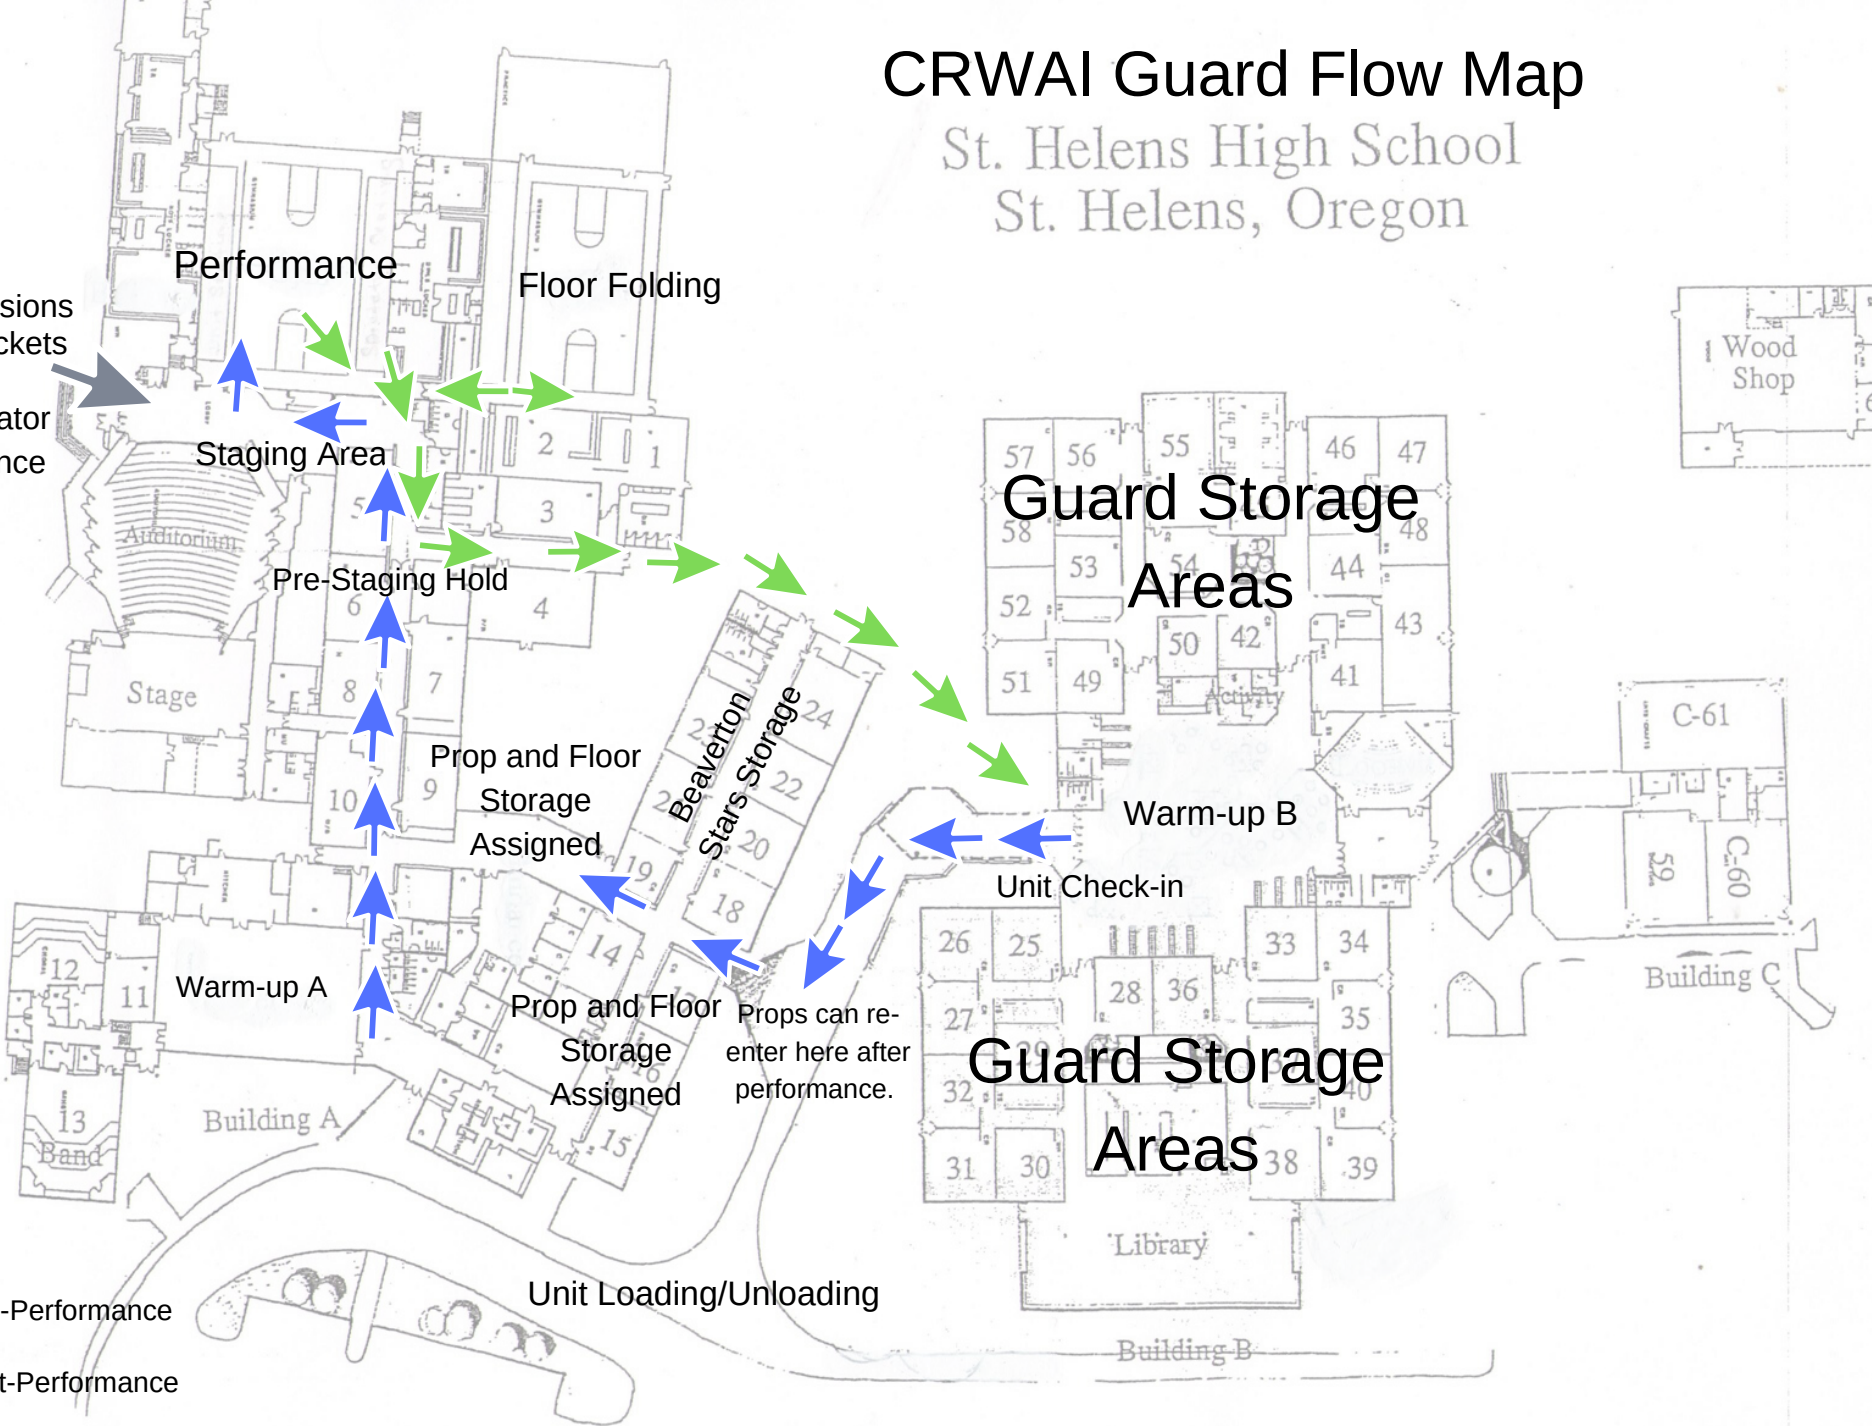 CRWAI Guard Flow Map
St. Helens High School
St. Helens, Oregon
Performance
Floor Folding
sions
ckets
ator
nce
Staging Area
Pre-Staging Hold
Auditorium
Stage
2
1
3
5
4
6
7
8
9
10
Prop and Floor
Storage
Assigned
Beaverton
Stars Storage
24
22
20
19
18
14
Warm-up A
12
11
13
Band
Building A
Prop and Floor
Storage
Assigned
16
15
Props can re-
enter here after
performance.
Unit Loading/Unloading
-Performance
t-Performance
57
56
55
46
47
Guard Storage
Areas
58
53
54
44
48
52
50
42
43
51
49
41
Activity
Warm-up B
Unit Check-in
26
25
33
34
28
36
27
35
Guard Storage
Areas
29
37
32
40
31
30
38
39
Library
Building B
Wood
Shop
C-61
59
C-60
Building C